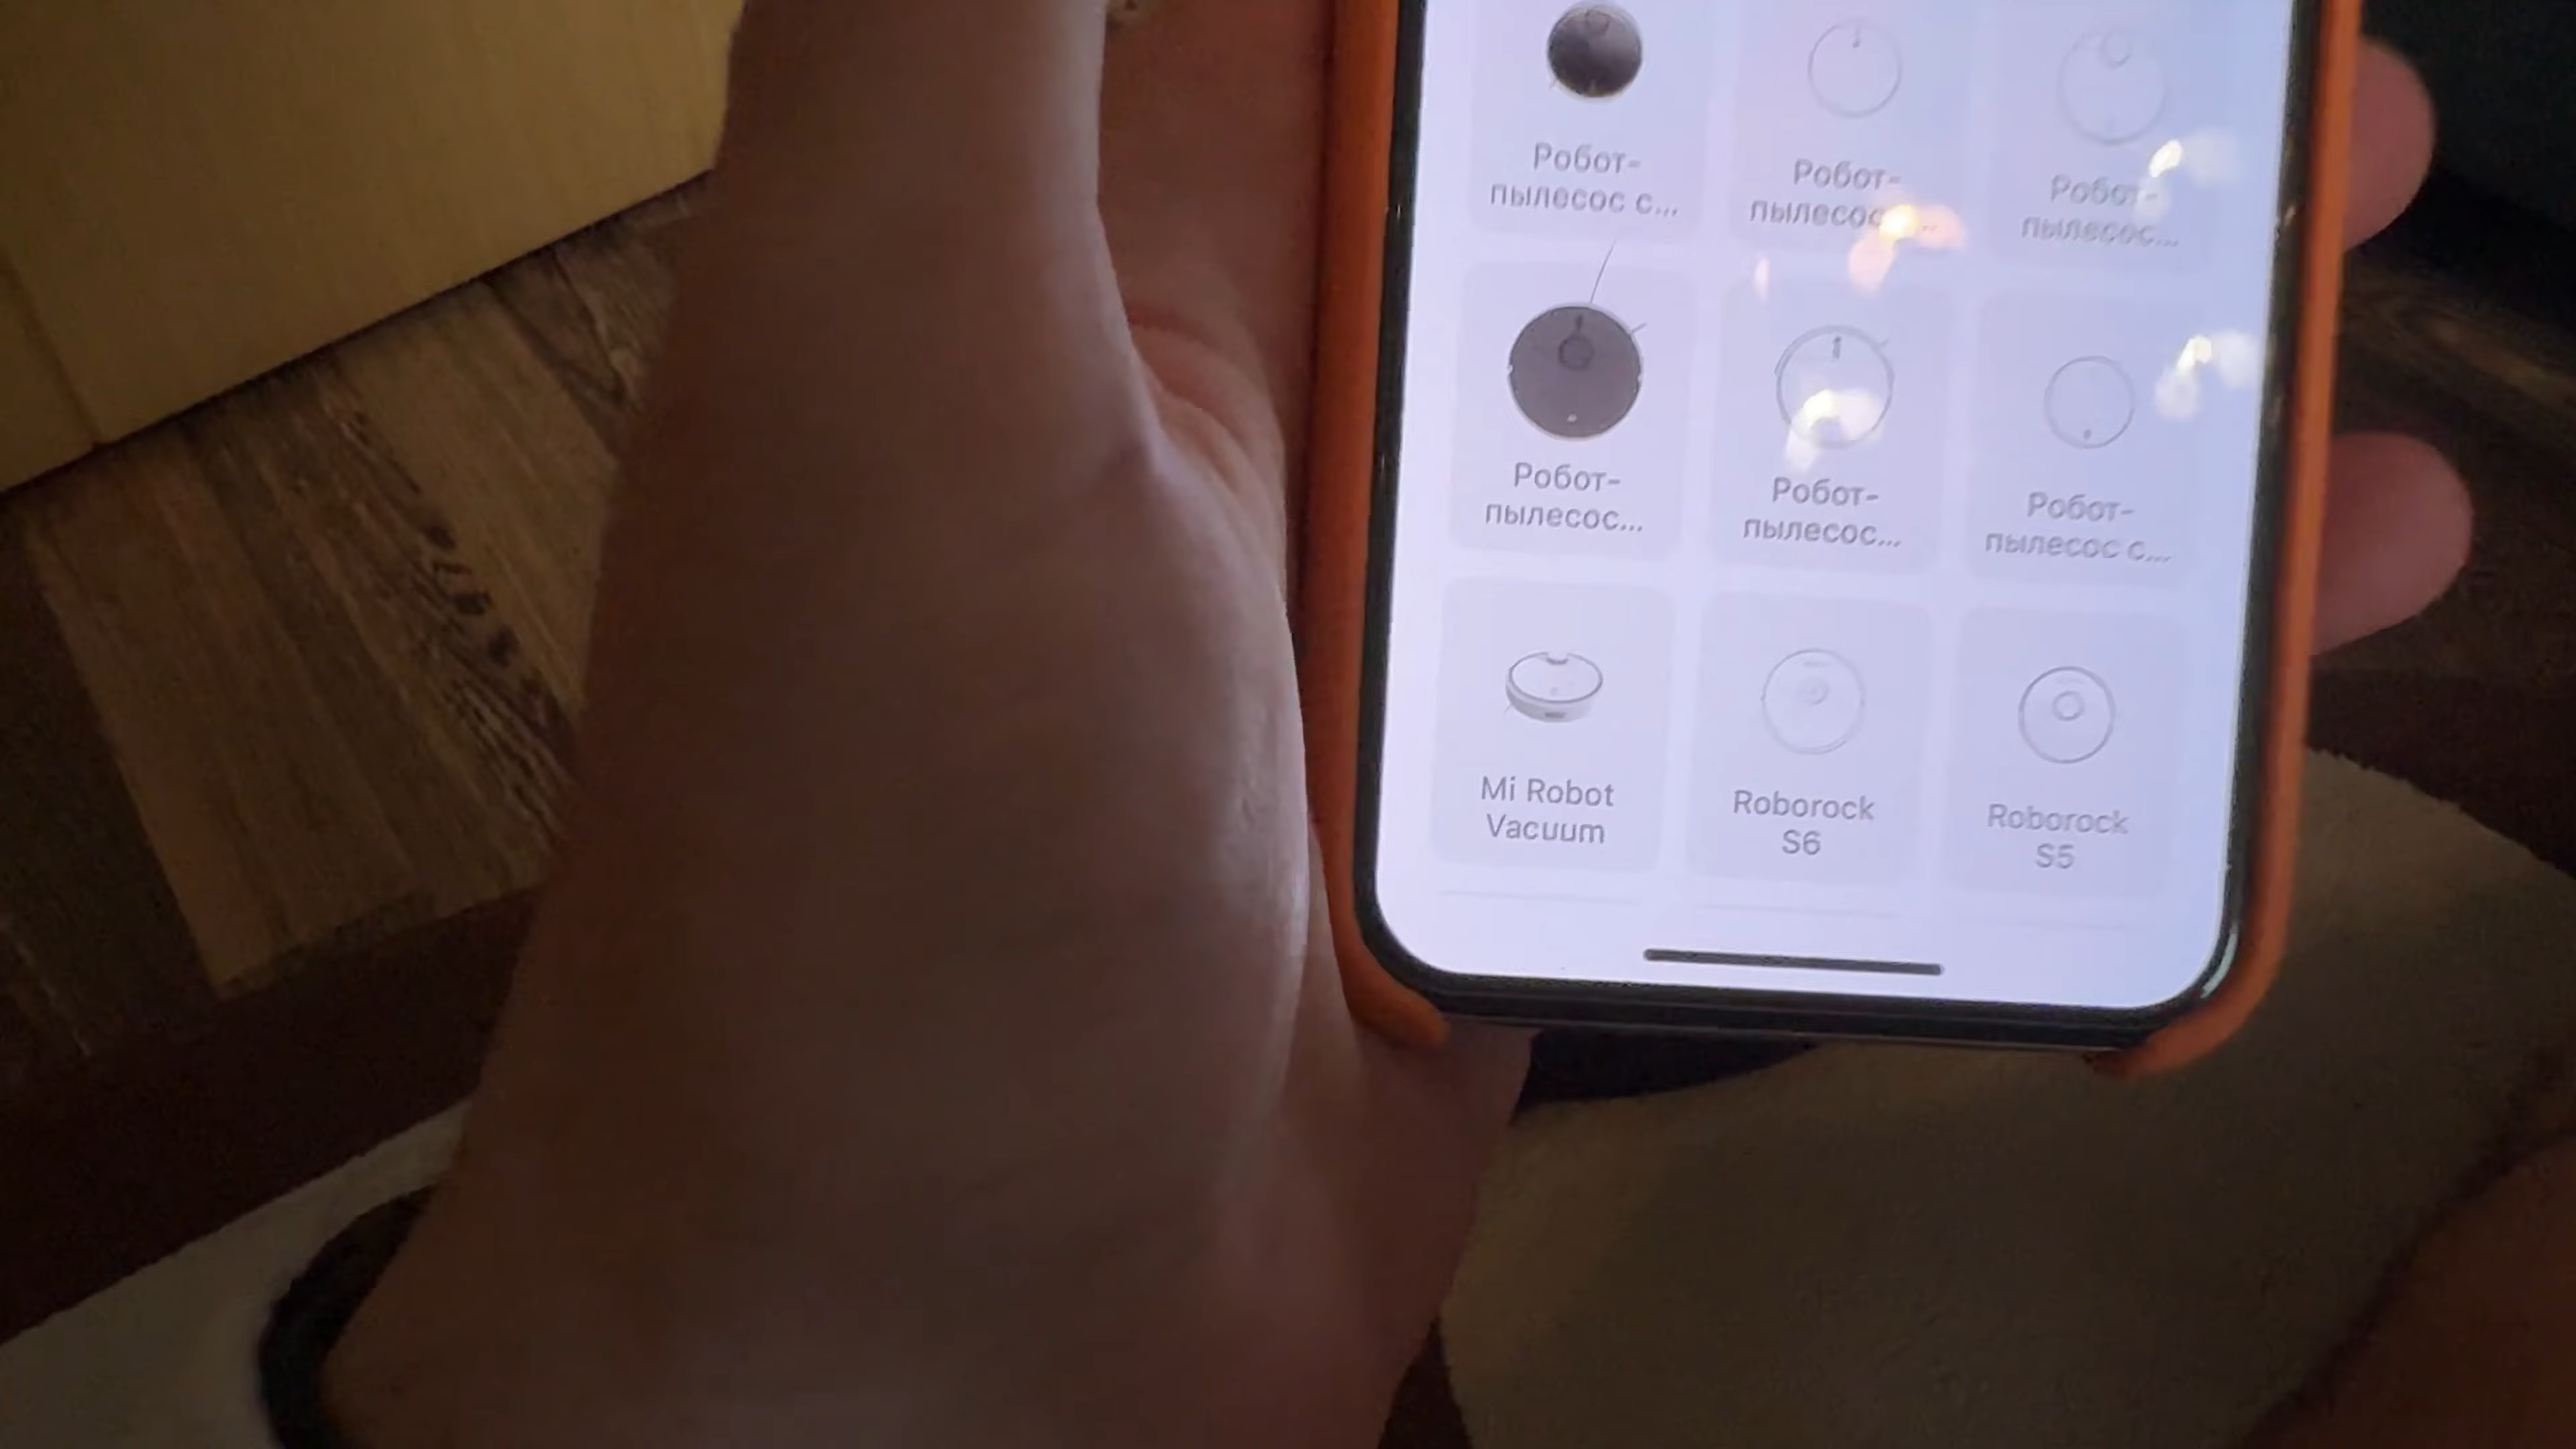 Робот-
пылесос с...
Робот-
пылесос
Робот-
пылесос...
Робот-
пылесос...
Робот-
пылесос...
Робот-
пылесос с...
Mi Robot
Vacuum
Roborock
S6
Roborock
S5